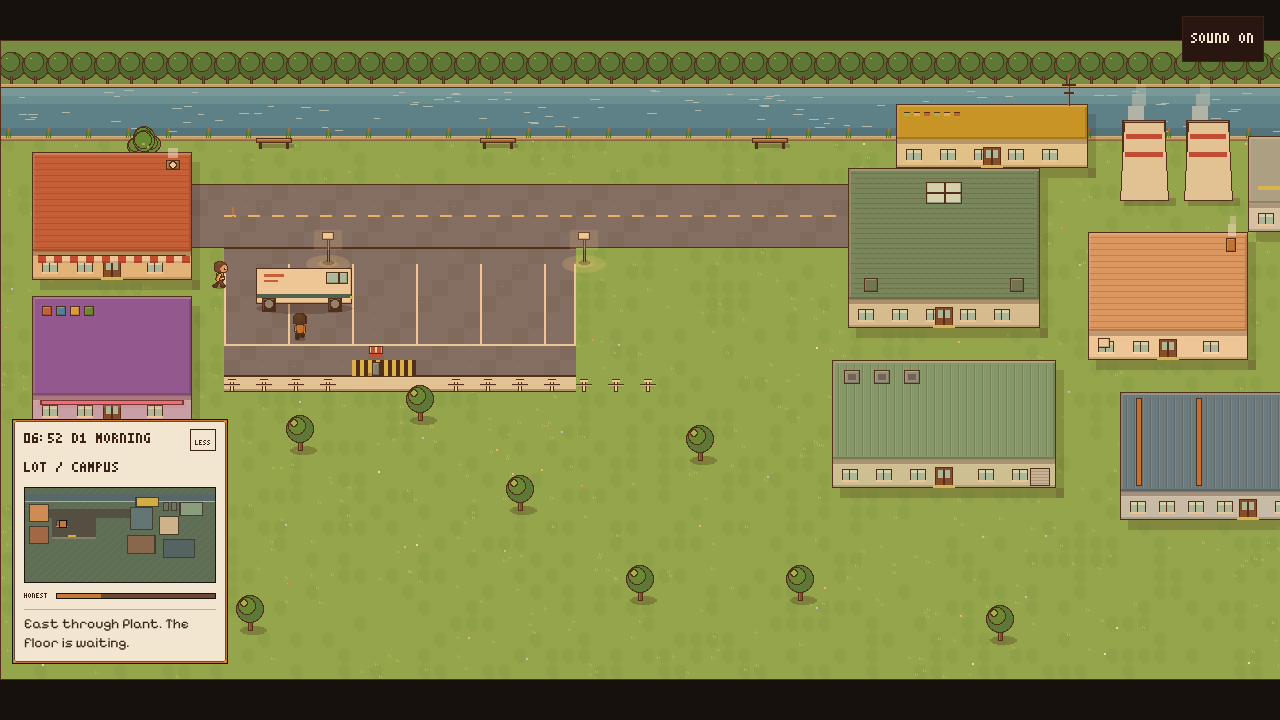 SOUND ON
06:52 D1 MORNING
LESS
LOT / CAMPUS
HONEST
East through Plant. The
floor is waiting.